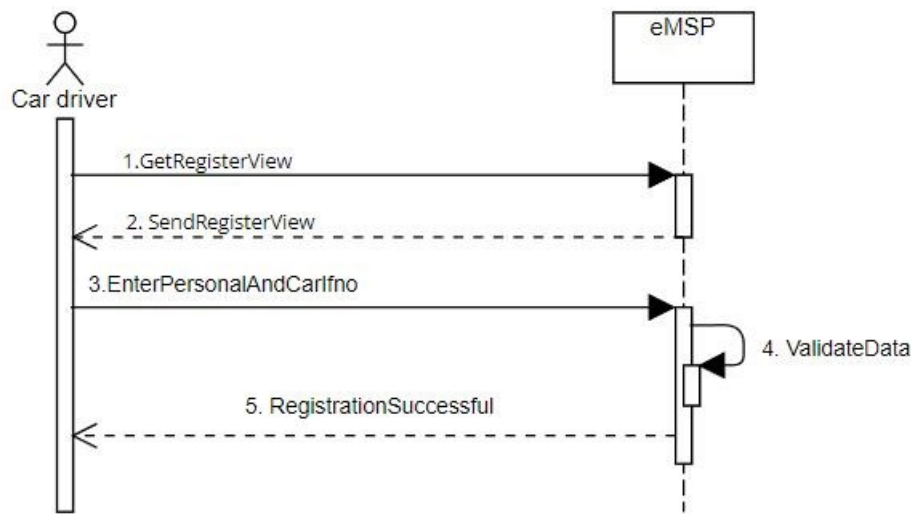 eMSP
Car driver
1.GetRegisterView
2. SendRegisterView
3.EnterPersonalAndCarIfno
4. ValidateData
5. RegistrationSuccessful